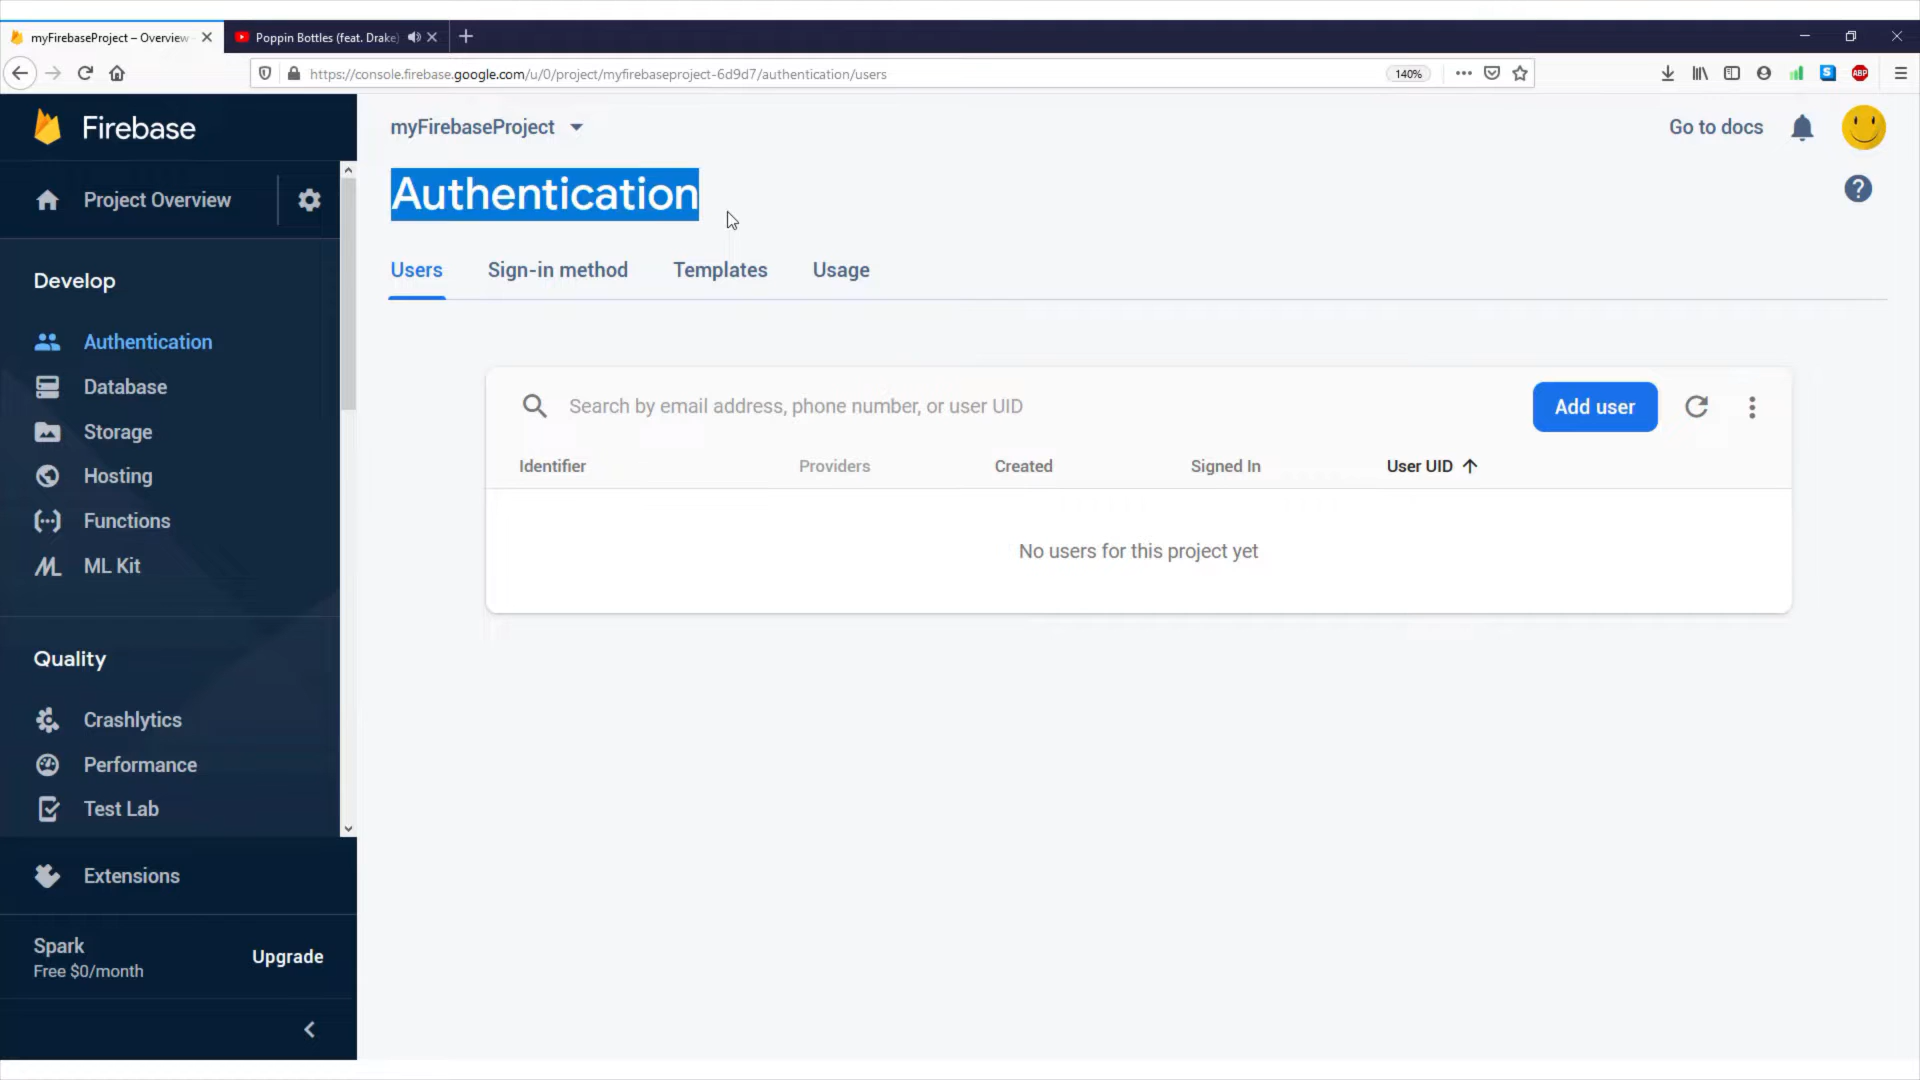 myFirebaseProject – Overview
Poppin Bottles (feat. Drake)
https://console.firebase.google.com/u/0/project/myfirebaseproject-6d9d7/authentication/users
140%
S
ABP
Firebase
myFirebaseProject
Go to docs
Project Overview
Authentication
?
Users
Sign-in method
Templates
Usage
Develop
Authentication
Database
Storage
Hosting
Functions
ML Kit
Search by email address, phone number, or user UID
Add user
Identifier
Providers
Created
Signed In
User UID
No users for this project yet
Quality
Crashlytics
Performance
Test Lab
Extensions
Spark
Free $0/month
Upgrade